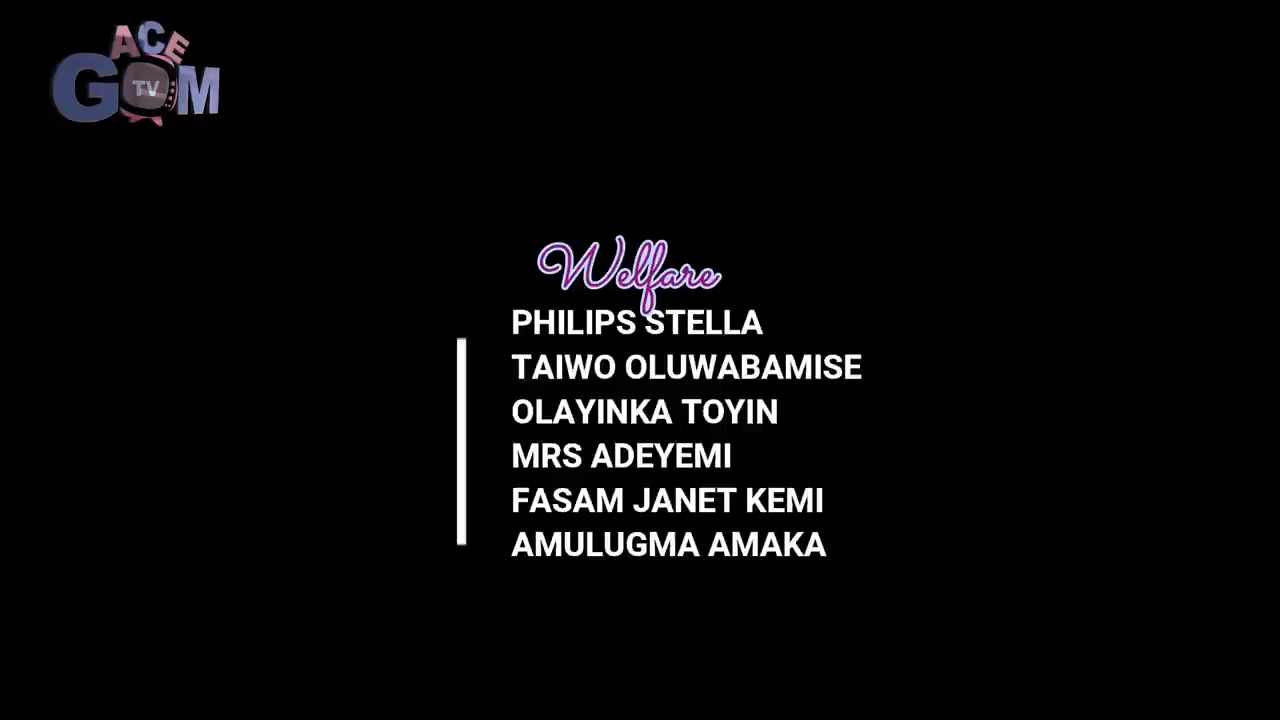 ACE
GOM
TV
Welfare
PHILIPS STELLA
TAIWO OLUWABAMISE
OLAYINKA TOYIN
MRS ADEYEMI
FASAM JANET KEMI
AMULUGMA AMAKA